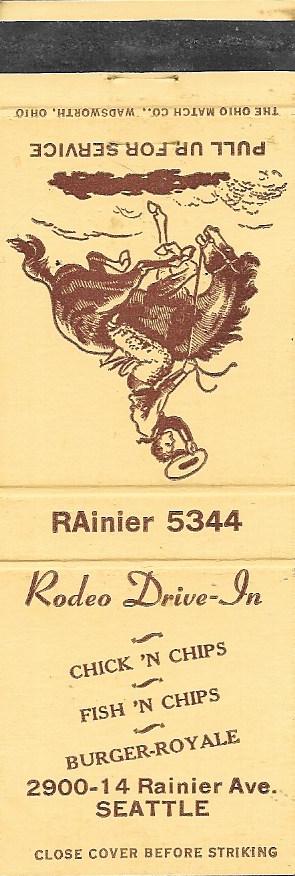 THE OHIO MATCH CO., WADSWORTH, OHIO
PULL UP FOR SERVICE
RAinier 5344
Rodeo Drive-In
CHICK 'N CHIPS
FISH 'N CHIPS
BURGER-ROYALE
2900-14 Rainier Ave.
SEATTLE
CLOSE COVER BEFORE STRIKING